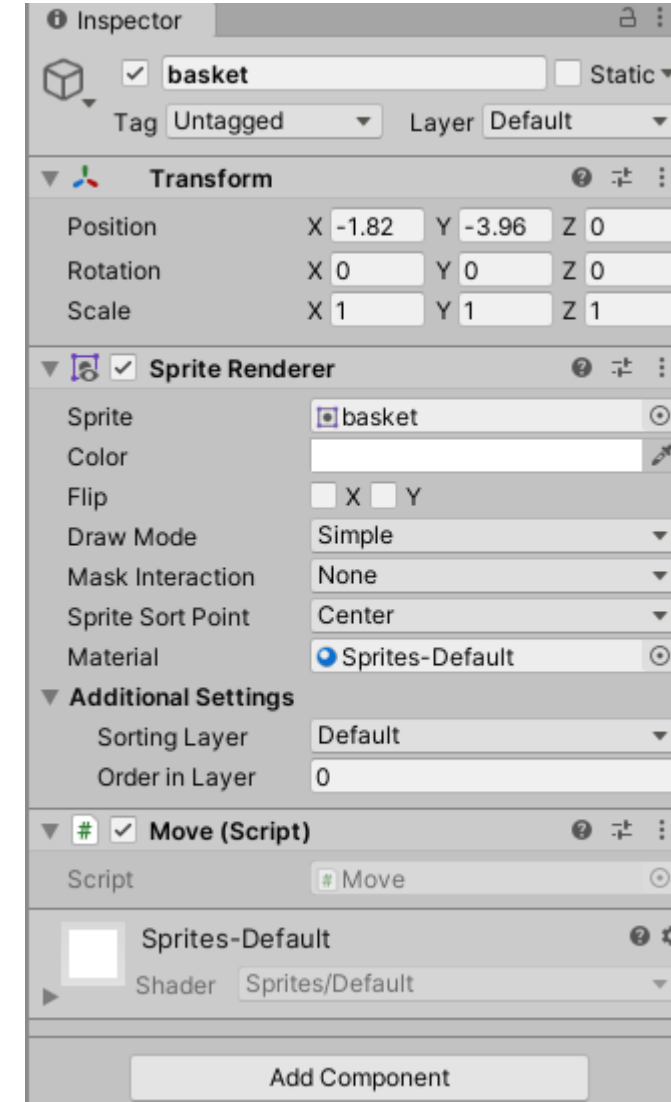 Inspector
basket Static
Tag Untagged Layer Default
Transform
Position X -1.82 Y -3.96 Z 0
Rotation X 0 Y 0 Z 0
Scale X 1 Y 1 Z 1
Sprite Renderer
Sprite basket
Color
Flip X Y
Draw Mode Simple
Mask Interaction None
Sprite Sort Point Center
Material Sprites-Default
Additional Settings
Sorting Layer Default
Order in Layer 0
# Move (Script)
Script # Move
Sprites-Default
Shader Sprites/Default
Add Component